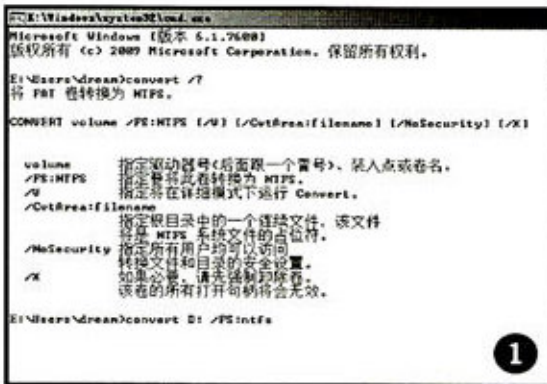 E:\Windows\system32\cmd.exe
Microsoft Windows [版本 6.1.7600]
版权所有 (c) 2009 Microsoft Corporation。保留所有权利。
E:\Users\dream>convert /?
将 FAT 卷转换为 NTFS。
CONVERT volume /FS:NTFS [/V] [/CvtArea:filename] [/NoSecurity] [/X]
volume 指定驱动器号(后面跟一个冒号)、装入点或卷名。
/FS:NTFS 指定要将此卷转换为 NTFS。
/V 指定将在详细模式下运行 Convert。
/CvtArea:filename
指定根目录中的一个连续文件，该文件
将是 NTFS 系统文件的占位符。
/NoSecurity 指定所有用户均可以访问
转换文件和目录的安全设置。
/X 如果必要，请先强制卸除卷。
该卷的所有打开句柄将会无效。
E:\Users\dream>convert D: /FS:ntfs
1